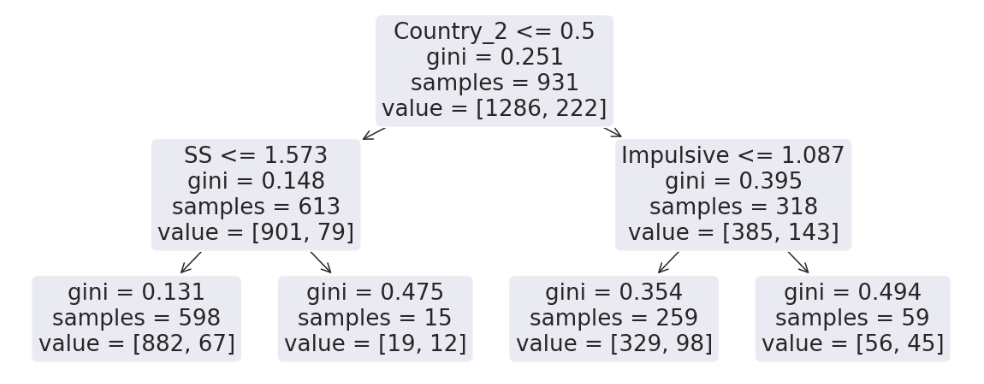 Country_2 <= 0.5
gini = 0.251
samples = 931
value = [1286, 222]
SS <= 1.573
gini = 0.148
samples = 613
value = [901, 79]
Impulsive <= 1.087
gini = 0.395
samples = 318
value = [385, 143]
gini = 0.131
samples = 598
value = [882, 67]
gini = 0.475
samples = 15
value = [19, 12]
gini = 0.354
samples = 259
value = [329, 98]
gini = 0.494
samples = 59
value = [56, 45]